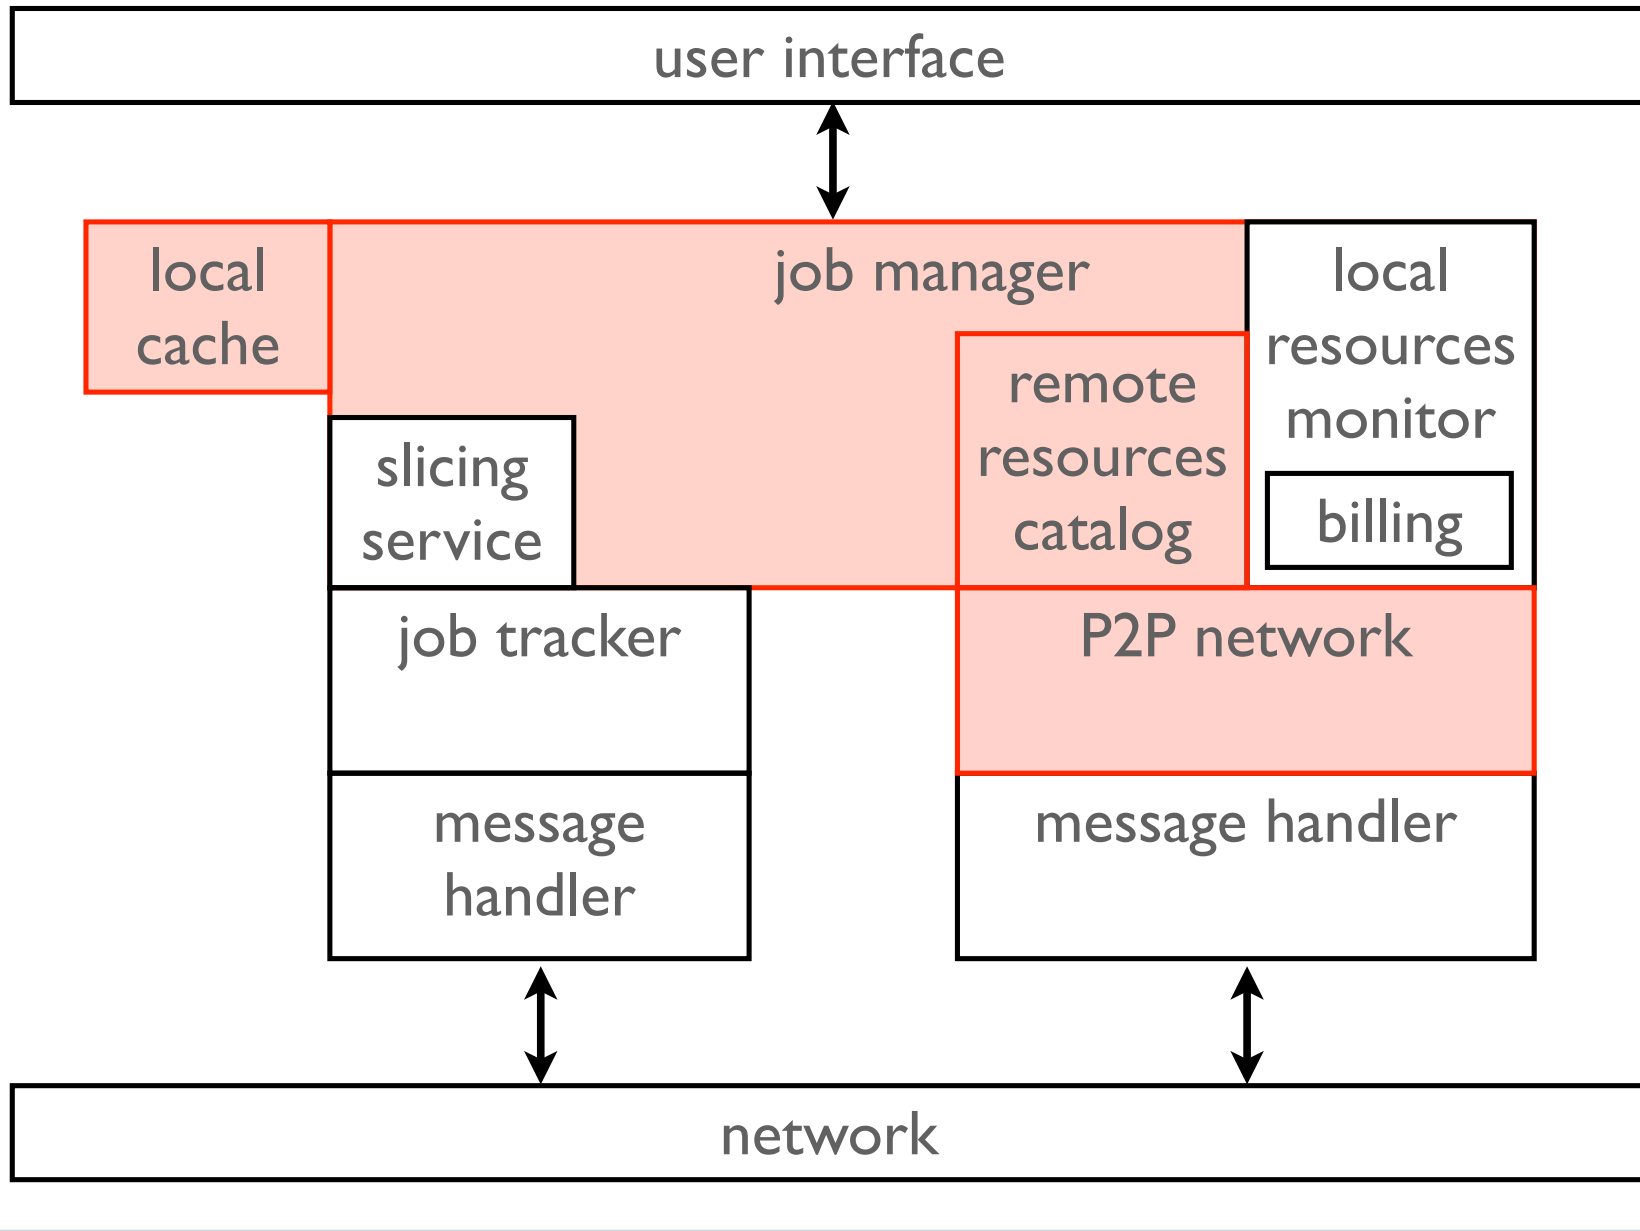 user interface
local
cache
job manager
local
resources
monitor
billing
remote
resources
catalog
slicing
service
job tracker
P2P network
message
handler
message handler
network